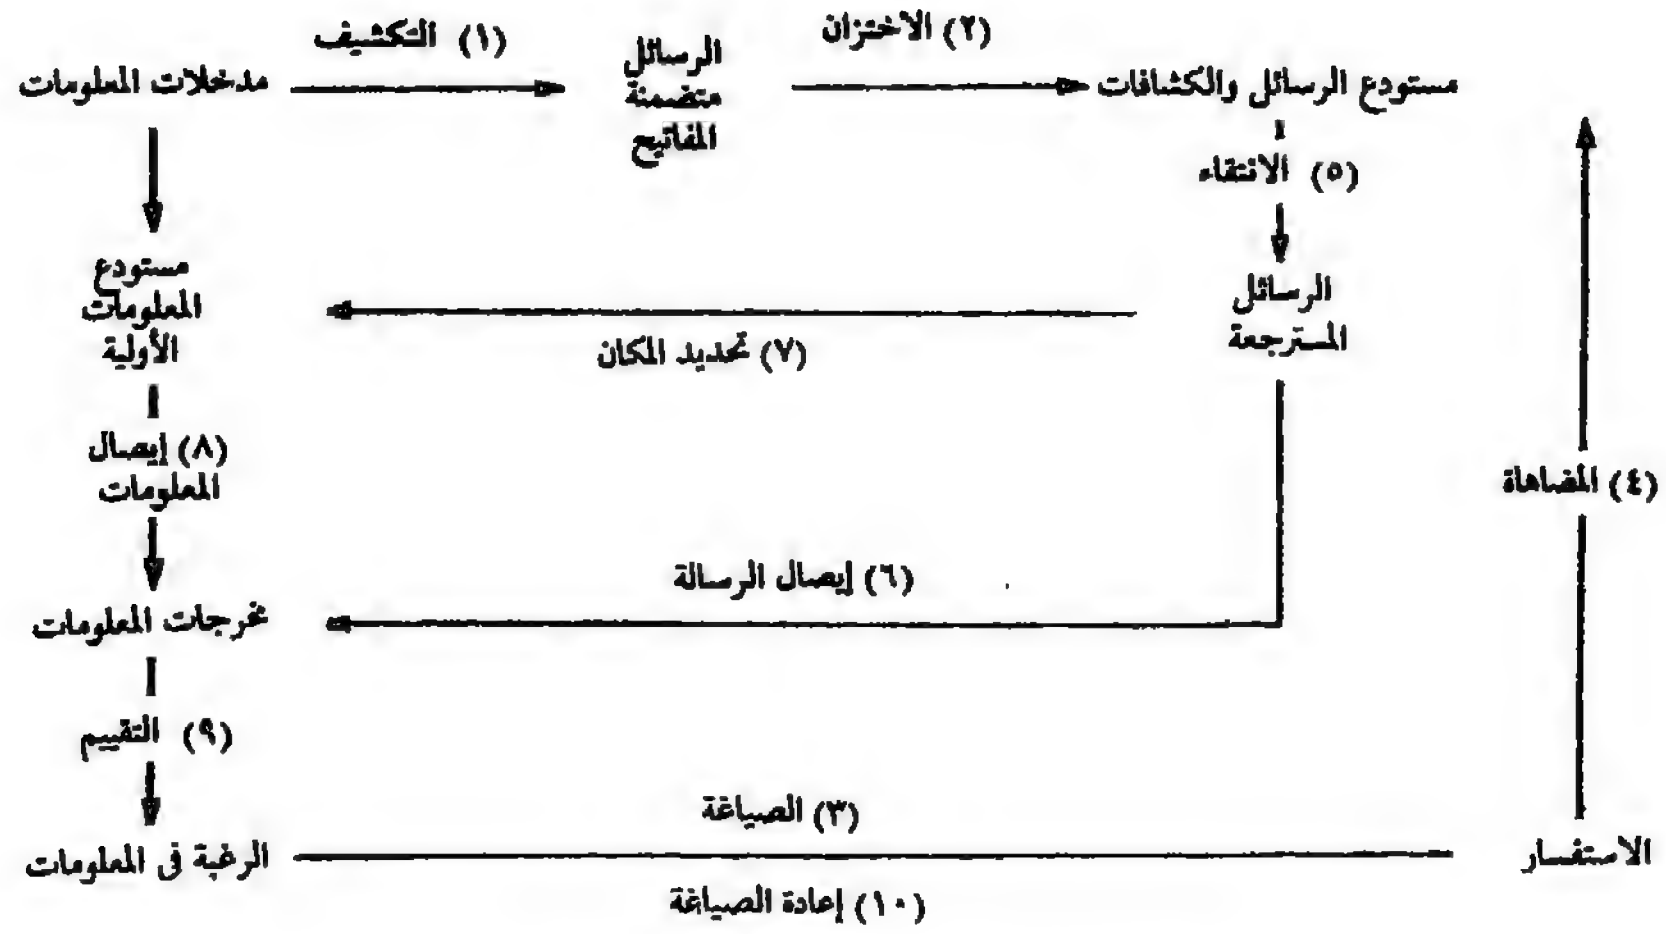 (١) التكشيف
(٢) الاختزان
مدخلات المعلومات
الرسائل
متضمنة
المفاتيح
مستودع الرسائل والكشافات
(٥) الانتقاء
مستودع
المعلومات
الأولية
الرسائل
المسترجعة
(٧) تحديد المكان
(٨) إيصال
المعلومات
(٤) المضاهاة
(٦) إيصال الرسالة
مخرجات المعلومات
(٩) التقييم
(٣) الصياغة
الرغبة فى المعلومات
الاستفسار
(١٠) إعادة الصياغة